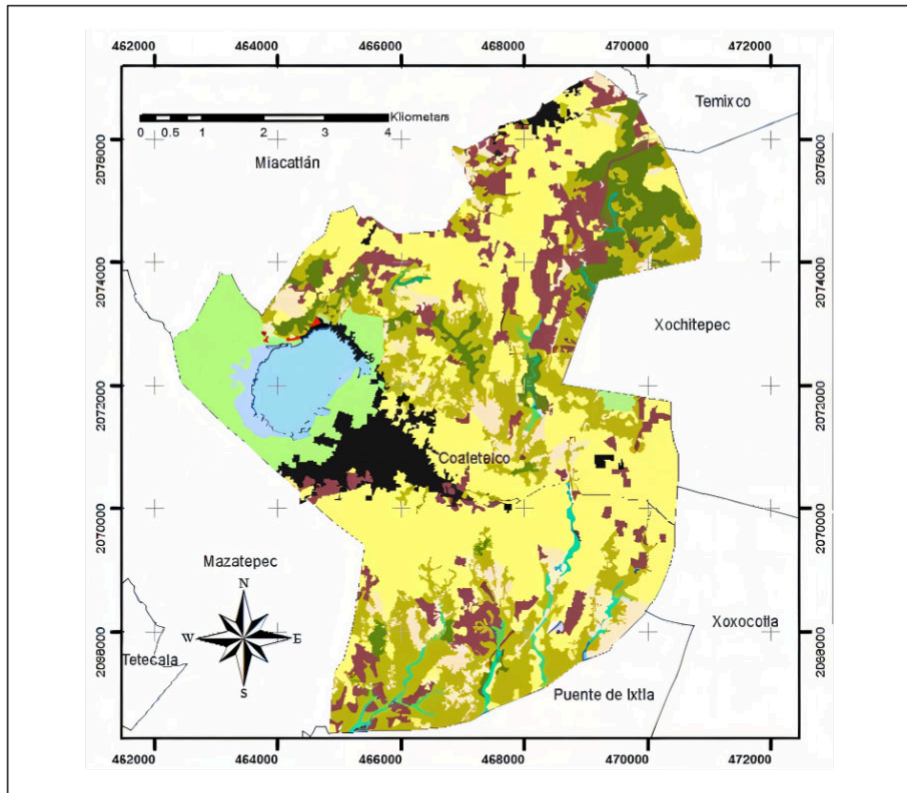 462000 464000 466000 468000 470000 472000
Temixco
Kilometers
0 0.5 1 2 3 4
2076000 2076000
Miacatlán
2074000 2074000
Xochitepec
2072000 2072000
Coaletelco
2070000 2070000
Mazatepec
N
Xoxocotla
W E
2068000 2068000
Tetecala
S
Puente de Ixtla
462000 464000 466000 468000 470000 472000